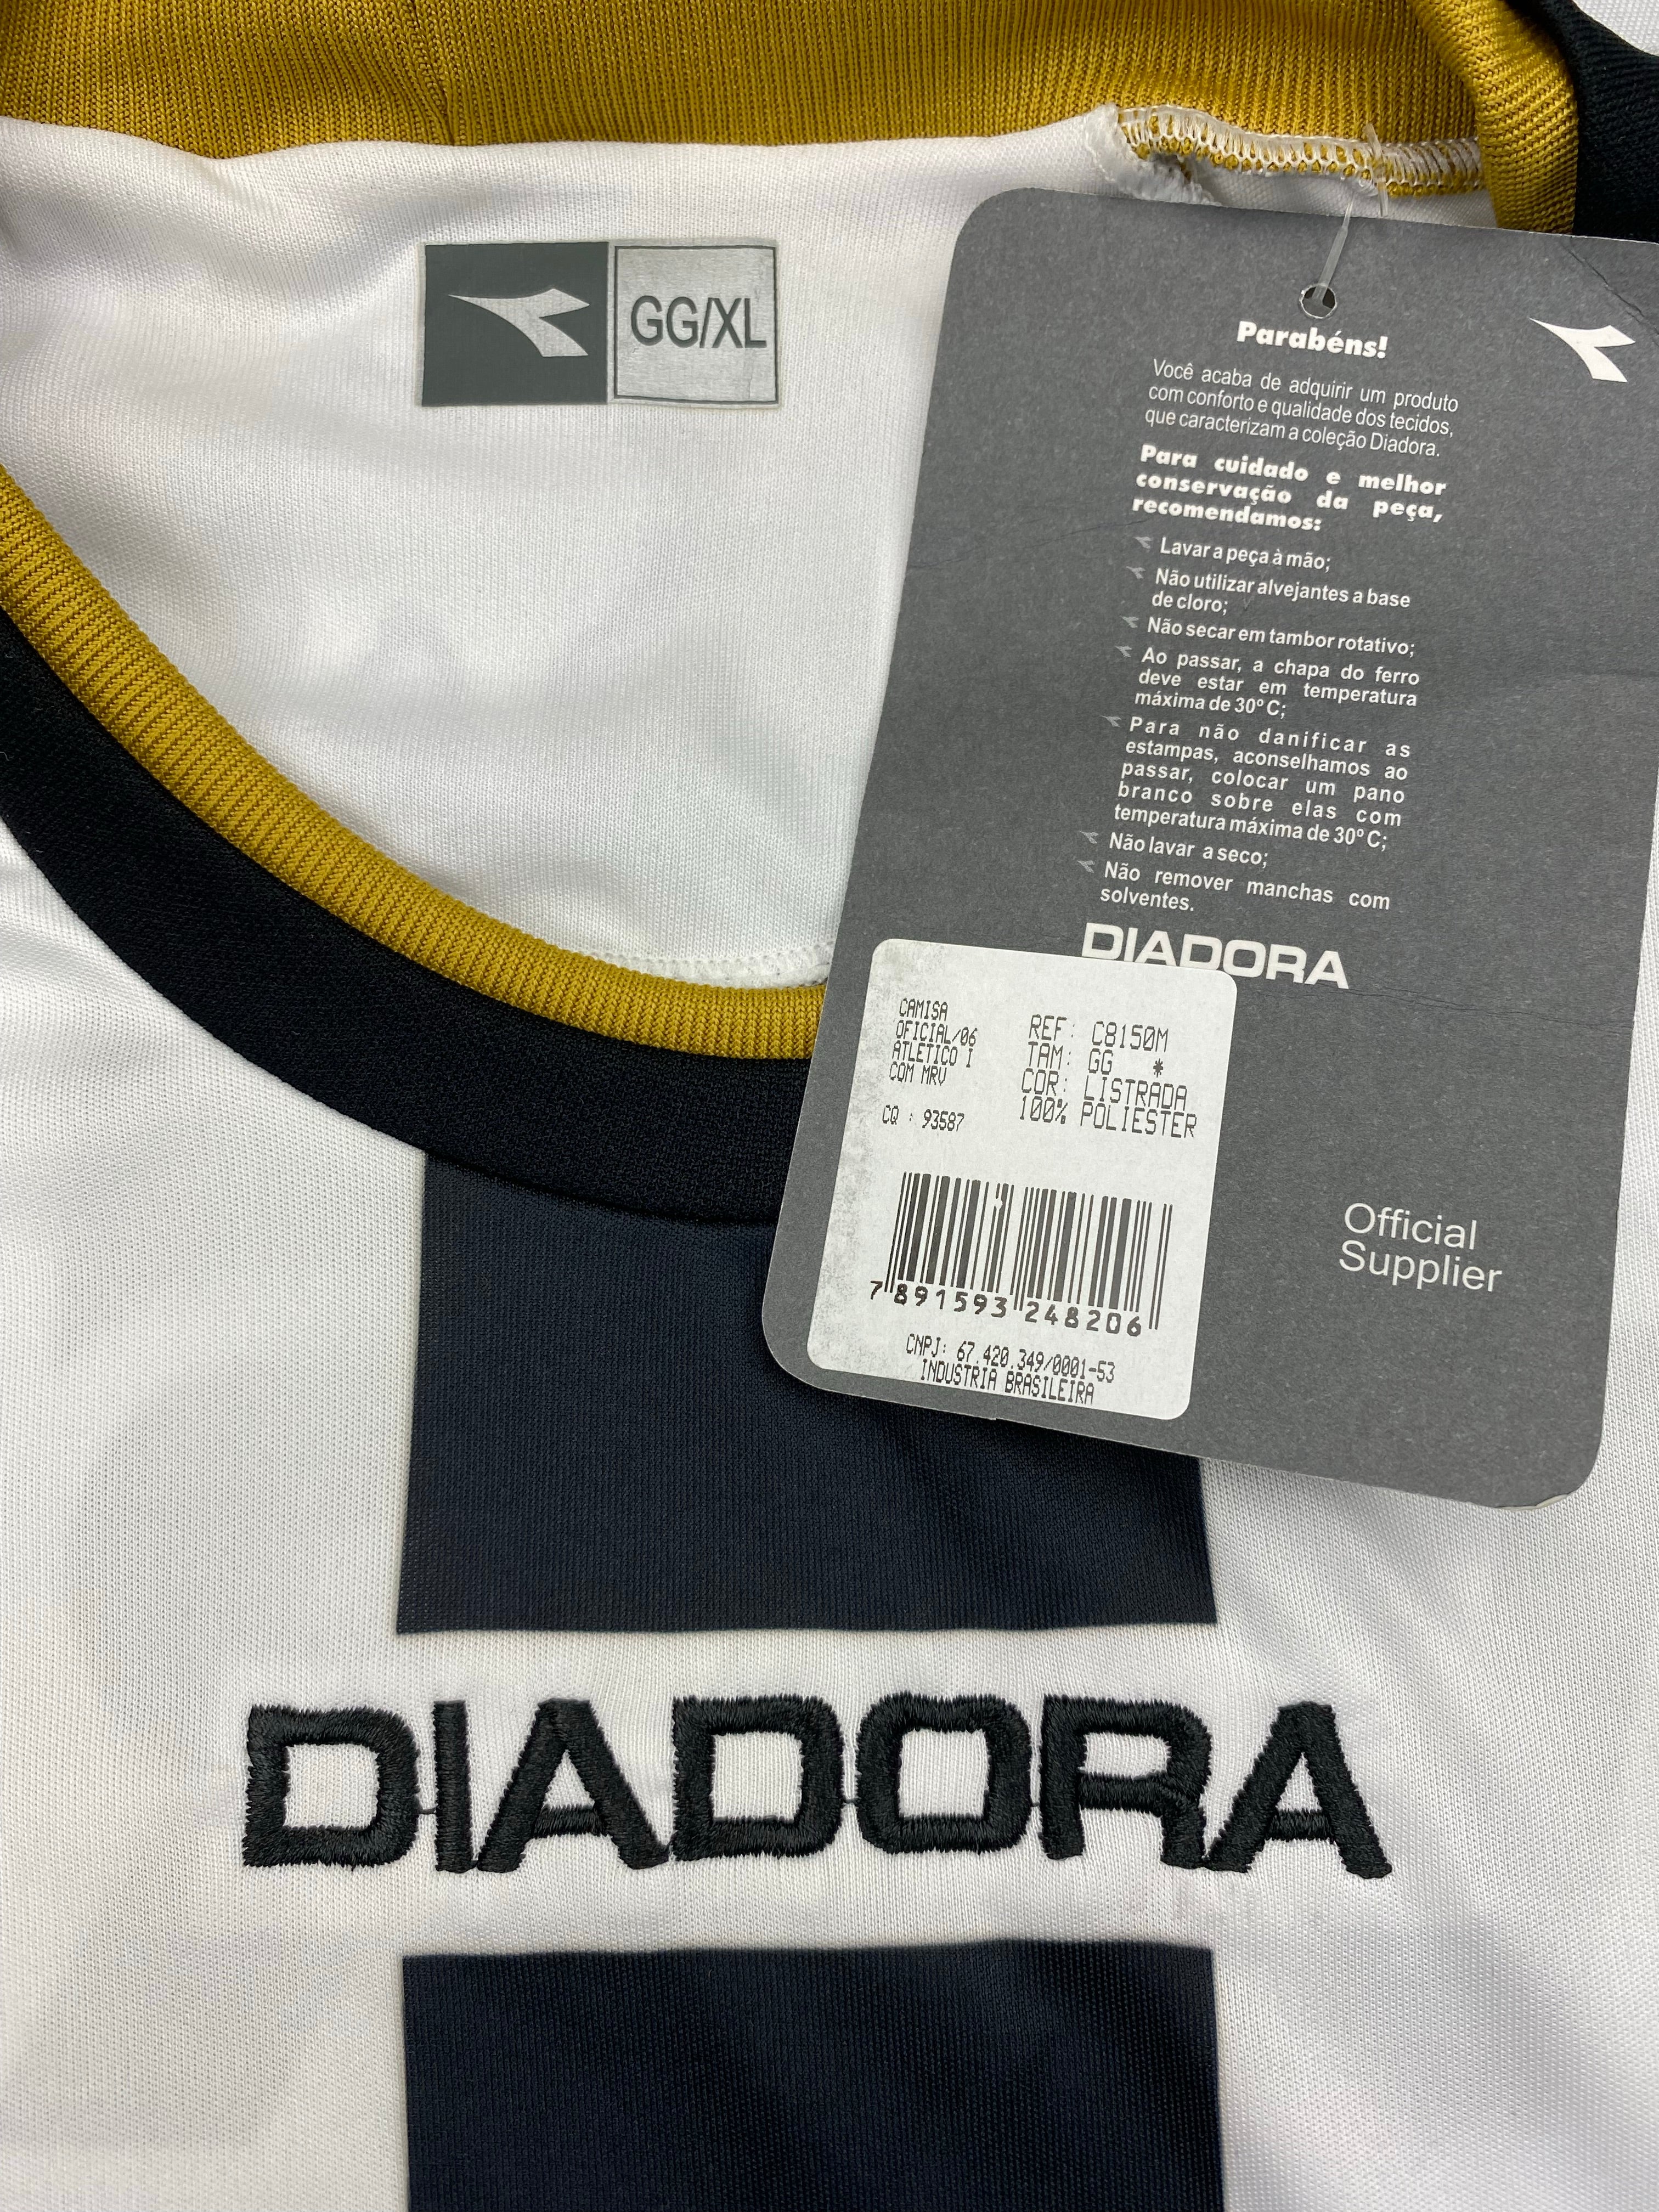 GG/XL
Parabéns!
Você acaba de adquirir um produto
com conforto e qualidade dos tecidos,
que caracterizam a coleção Diadora.
Para cuidado e melhor
conservação da peça,
recomendamos:
Lavar a peça à mão;
Não utilizar alvejantes a base
de cloro;
Não secar em tambor rotativo;
Ao passar, a chapa do ferro
deve estar em temperatura
máxima de 30º C;
Para não danificar as
estampas, aconselhamos ao
passar, colocar um pano
branco sobre elas com
temperatura máxima de 30º C;
Não lavar a seco;
Não remover manchas com
solventes.
DIADORA
CAMISA
OFICIAL/06
ATLETICO I
COM MRV
CQ : 93587
REF: C8150M
TAM: GG *
COR: LISTRADA
100% POLIESTER
7 891593 248206
CNPJ: 67.420.349/0001-53
INDUSTRIA BRASILEIRA
Official
Supplier
DIADORA